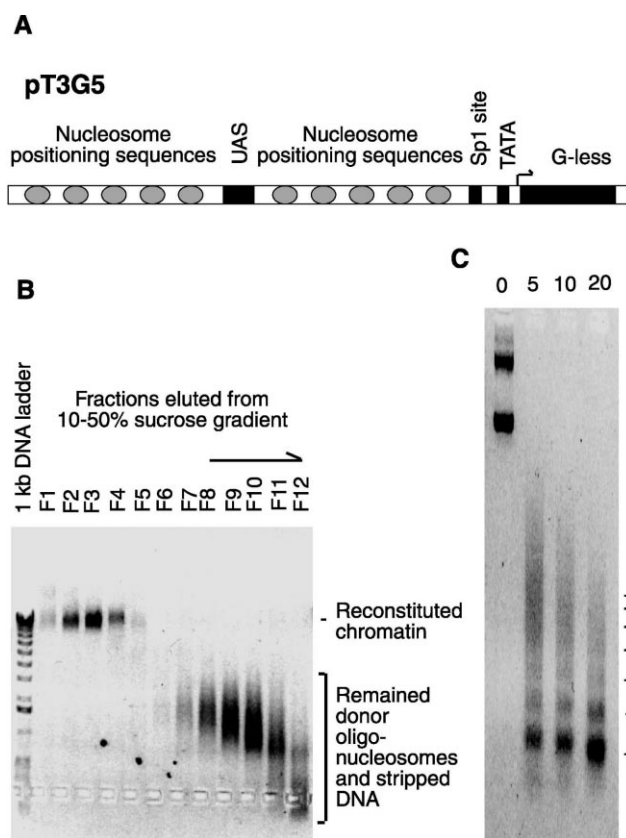 A
pT3G5
Nucleosome
positioning sequences
UAS
Nucleosome
positioning sequences
Sp1 site
TATA
G-less
B
1 kb DNA ladder
Fractions eluted from
10-50% sucrose gradient
F1 F2 F3 F4 F5 F6 F7 F8 F9 F10 F11 F12
Reconstituted
chromatin
Remained
donor
oligo-
nucleosomes
and stripped
DNA
C
0 5 10 20